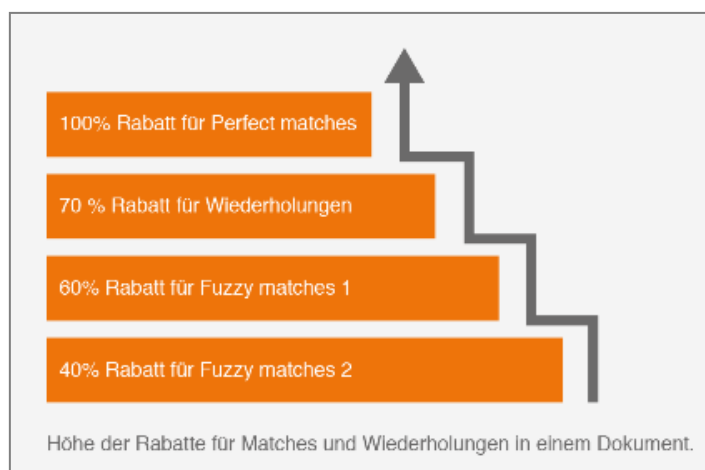 100% Rabatt für Perfect matches
70 % Rabatt für Wiederholungen
60% Rabatt für Fuzzy matches 1
40% Rabatt für Fuzzy matches 2
Höhe der Rabatte für Matches und Wiederholungen in einem Dokument.